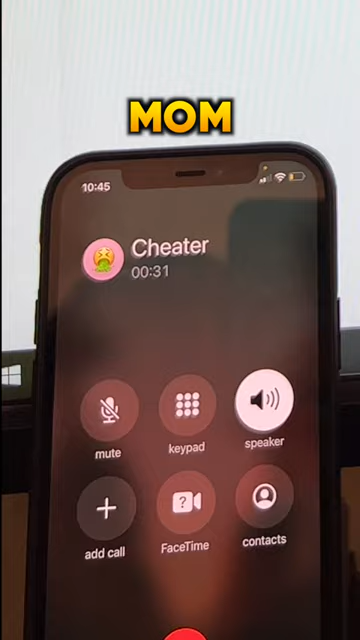 MOM
10:45
Cheater
00:31
mute
keypad
speaker
add call
FaceTime
contacts